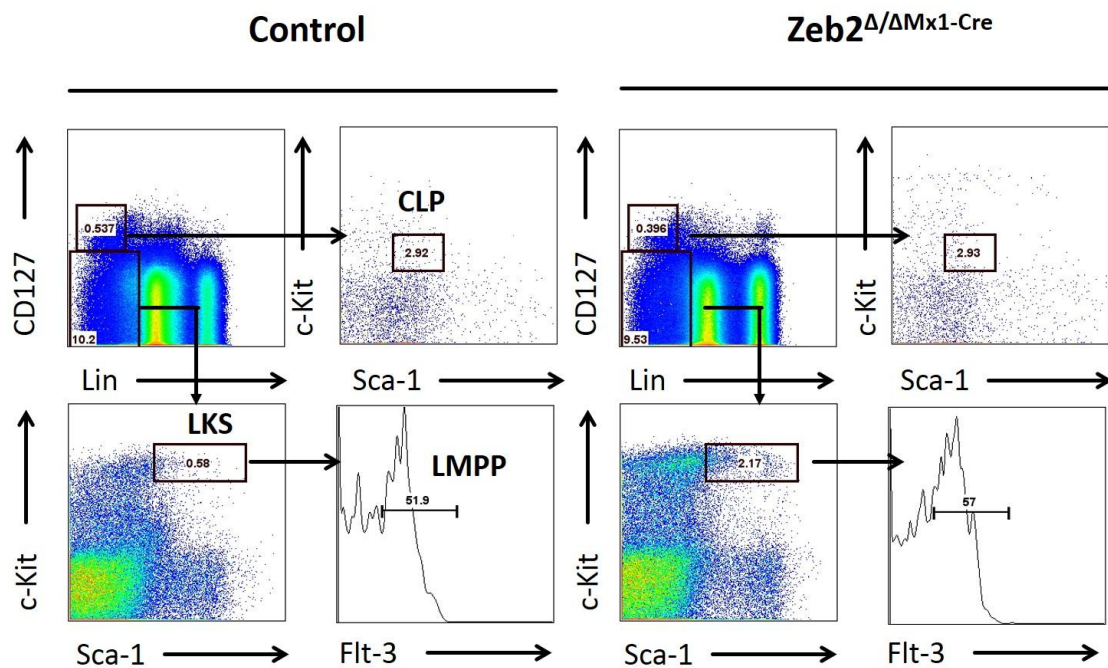 Control
Zeb2Δ/ΔMx1-Cre
CD127
0.537
10.2
Lin
c-Kit
CLP
2.92
Sca-1
CD127
0.396
9.53
Lin
c-Kit
2.93
Sca-1
c-Kit
LKS
0.58
Sca-1
LMPP
51.9
Flt-3
c-Kit
2.17
Sca-1
57
Flt-3